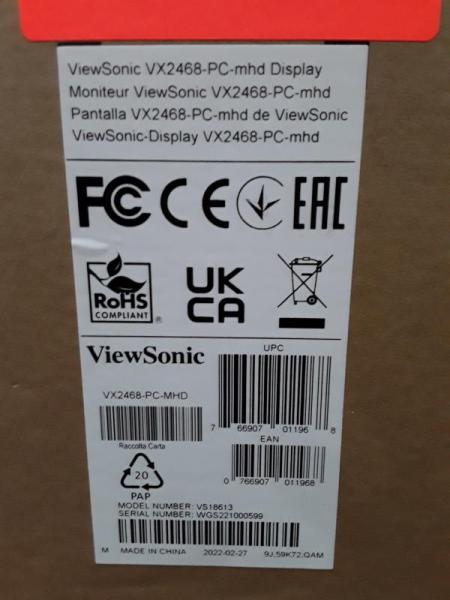 ViewSonic VX2468-PC-mhd Display
Moniteur ViewSonic VX2468-PC-mhd
Pantalla VX2468-PC-mhd de ViewSonic
ViewSonic-Display VX2468-PC-mhd
FC CE EAC
RoHS
COMPLIANT
®
UK
CA
ViewSonic
UPC
VX2468-PC-MHD
7 66907 01196 8
Raccolta Carta
EAN
20
PAP
0 766907 011968
MODEL NUMBER: VS18613
SERIAL NUMBER: WGS221000599
M MADE IN CHINA 2022-02-27 9J.59K72.QAM